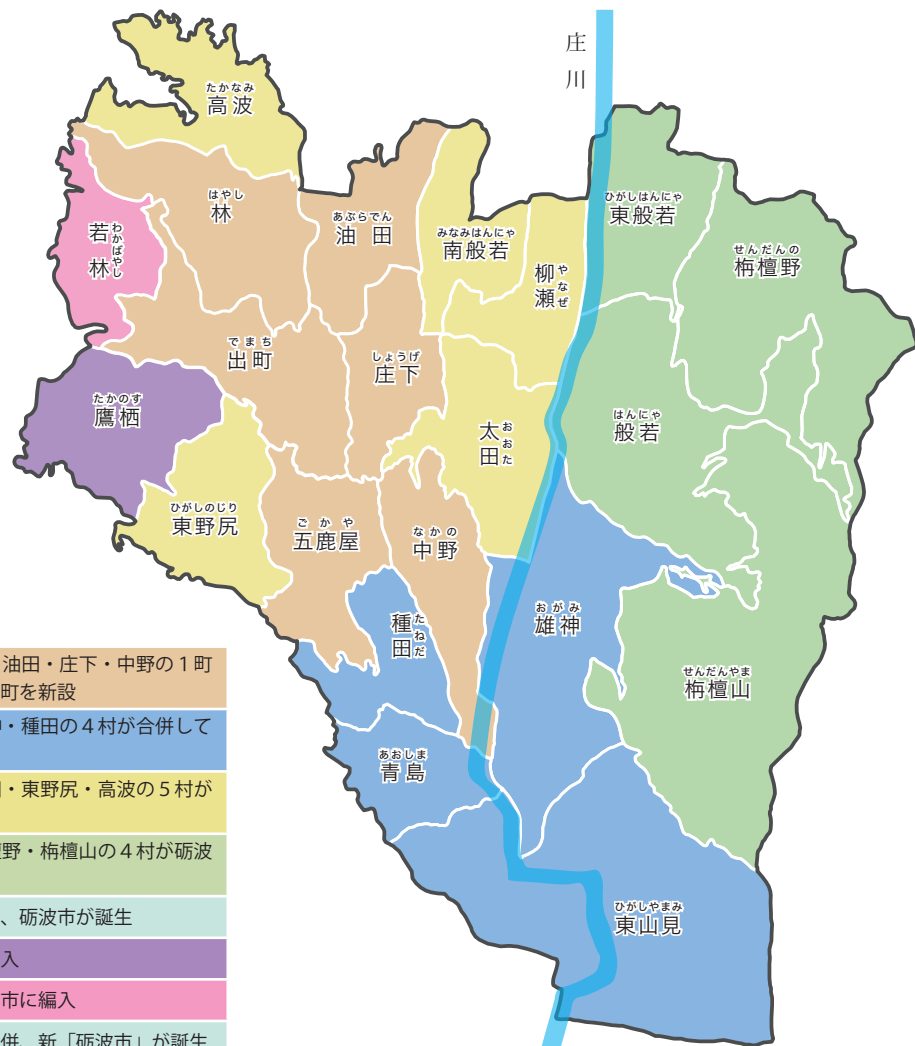 庄川
たかなみ
高波
はやし
林
あぶらでん
油田
みなみはんにゃ
南般若
やなぜ
柳瀬
ひがしはんにゃ
東般若
せんだんの
栴檀野
わかばやし
若林
でまち
出町
しょうげ
庄下
たかのす
鷹栖
おおた
太田
はんにゃ
般若
ひがしのじり
東野尻
ごかや
五鹿屋
なかの
中野
たねだ
種田
おがみ
雄神
せんだんやま
栴檀山
あおしま
青島
ひがしやまみ
東山見
油田・庄下・中野の1町
町を新設
・種田の4村が合併して
・東野尻・高波の5村が
野・栴檀山の4村が砺波
、砺波市が誕生
入
市に編入
併、新「砺波市」が誕生